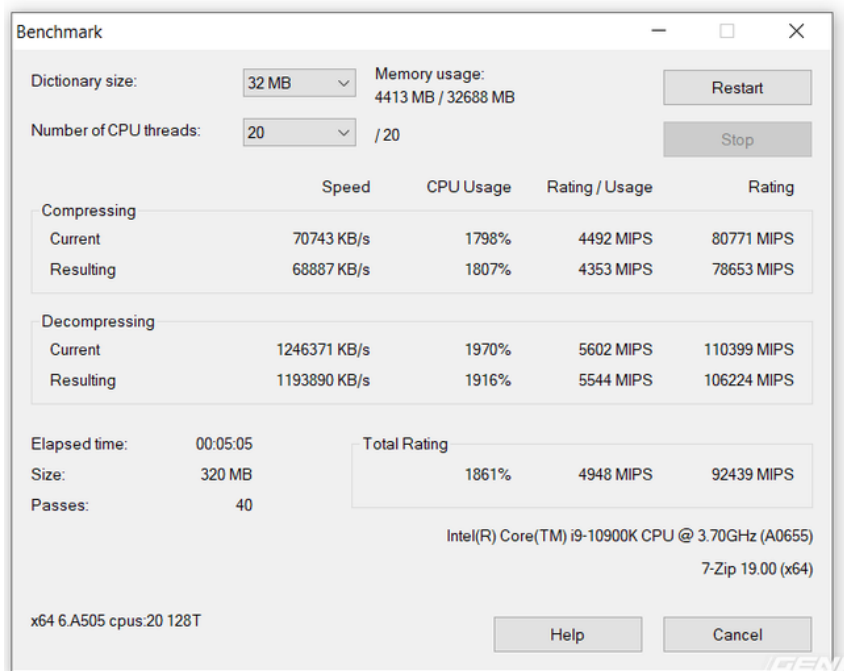 Benchmark
Dictionary size: 32 MB Memory usage: 4413 MB / 32688 MB Restart
Number of CPU threads: 20 / 20 Stop
Speed CPU Usage Rating / Usage Rating
Compressing
Current 70743 KB/s 1798% 4492 MIPS 80771 MIPS
Resulting 68887 KB/s 1807% 4353 MIPS 78653 MIPS
Decompressing
Current 1246371 KB/s 1970% 5602 MIPS 110399 MIPS
Resulting 1193890 KB/s 1916% 5544 MIPS 106224 MIPS
Elapsed time: 00:05:05 Total Rating
Size: 320 MB 1861% 4948 MIPS 92439 MIPS
Passes: 40
Intel(R) Core(TM) i9-10900K CPU @ 3.70GHz (A0655)
7-Zip 19.00 (x64)
x64 6.A505 cpus:20 128T Help Cancel
GEN